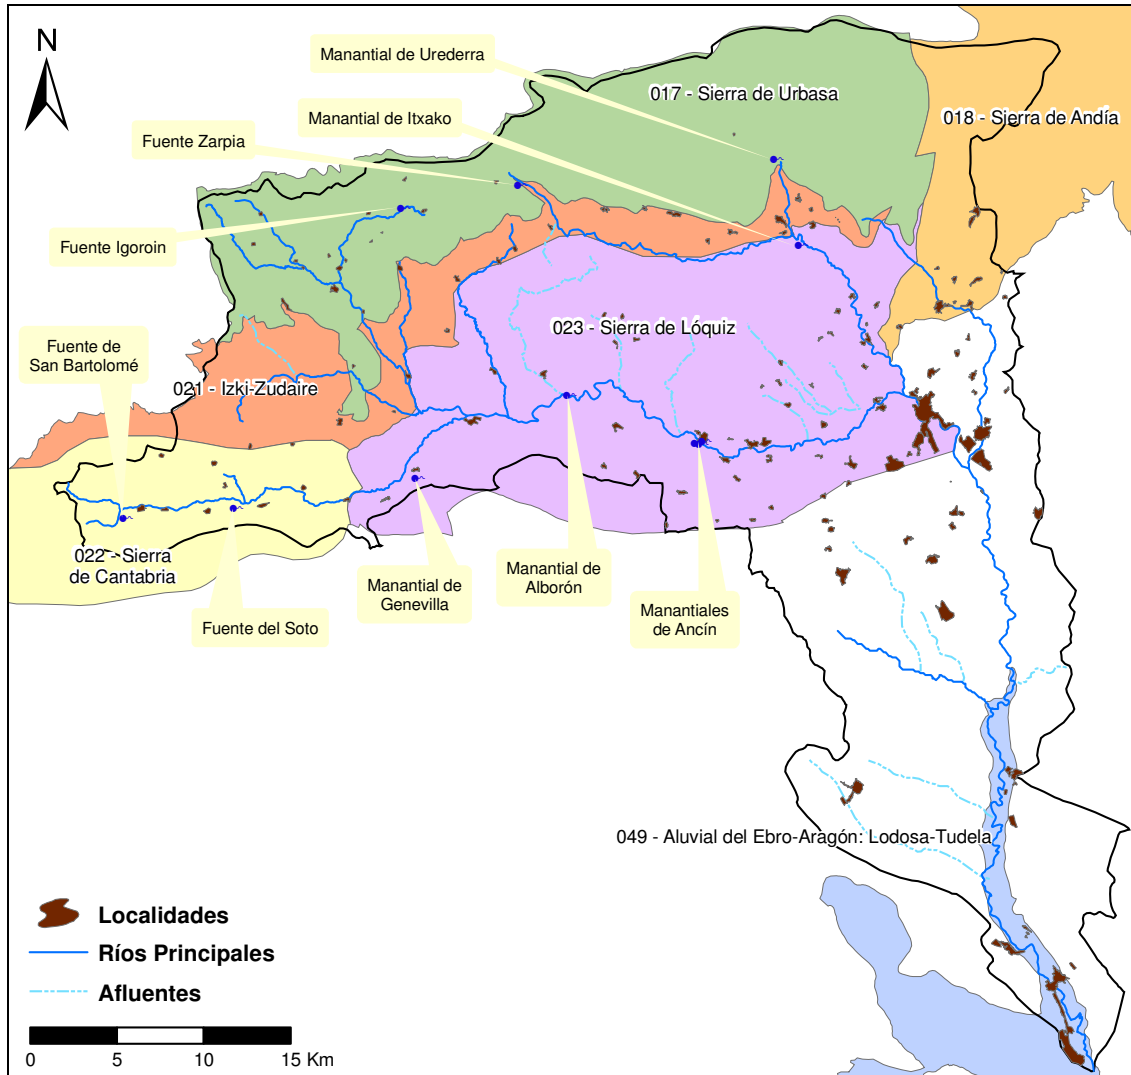 N
Manantial de Urederra
017 - Sierra de Urbasa
Manantial de Itxako
018 - Sierra de Andía
Fuente Zarpia
Fuente Igoroin
023 - Sierra de Lóquiz
Fuente de
San Bartolomé
021 - Izki-Zudaire
022 - Sierra
de Cantabria
Manantial de
Genevilla
Manantial de
Alborón
Manantiales
de Ancín
Fuente del Soto
049 - Aluvial del Ebro-Aragón: Lodosa-Tudela
Localidades
Ríos Principales
Afluentes
0 5 10 15 Km